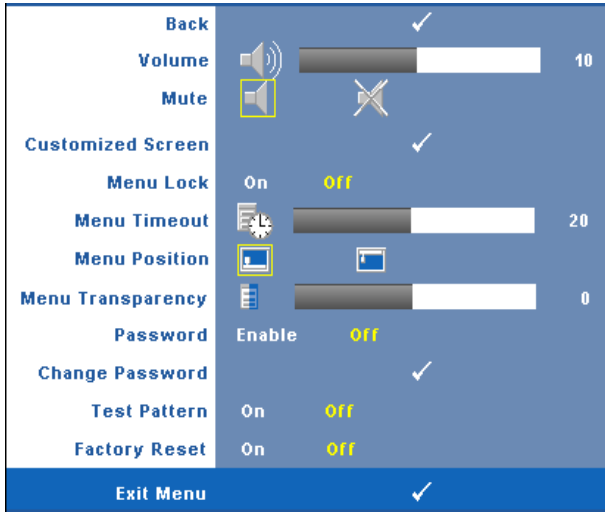 Back
Volume 10
Mute
Customized Screen
Menu Lock On Off
Menu Timeout 20
Menu Position
Menu Transparency 0
Password Enable Off
Change Password
Test Pattern On Off
Factory Reset On Off
Exit Menu